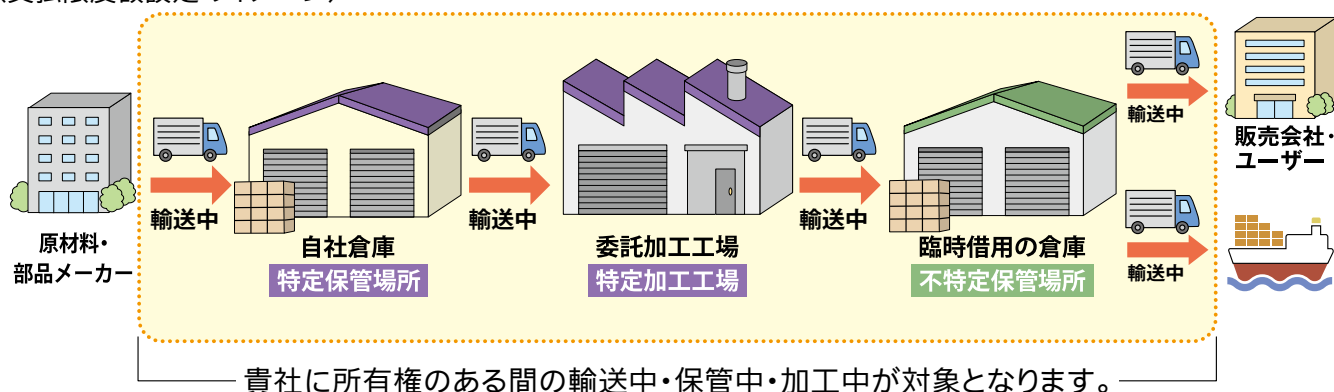 輸送中
販売会社・
ユーザー
原材料・
部品メーカー
輸送中
自社倉庫
特定保管場所
輸送中
委託加工工場
特定加工工場
輸送中
臨時借用の倉庫
不特定保管場所
輸送中
貴社に所有権のある間の輸送中・保管中・加工中が対象となります。